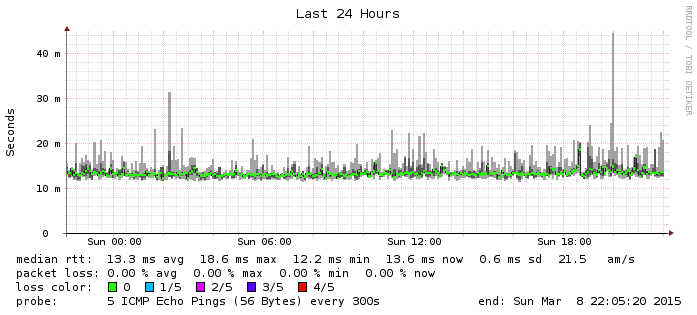 Last 24 Hours
RRDTOOL / TOBI OETIKER
Seconds
40 m
30 m
20 m
10 m
0
Sun 00:00 Sun 06:00 Sun 12:00 Sun 18:00
median rtt: 13.3 ms avg 18.6 ms max 12.2 ms min 13.6 ms now 0.6 ms sd 21.5 am/s
packet loss: 0.00 % avg 0.00 % max 0.00 % min 0.00 % now
loss color: 0 1/5 2/5 3/5 4/5
probe: 5 ICMP Echo Pings (56 Bytes) every 300s end: Sun Mar 8 22:05:20 2015